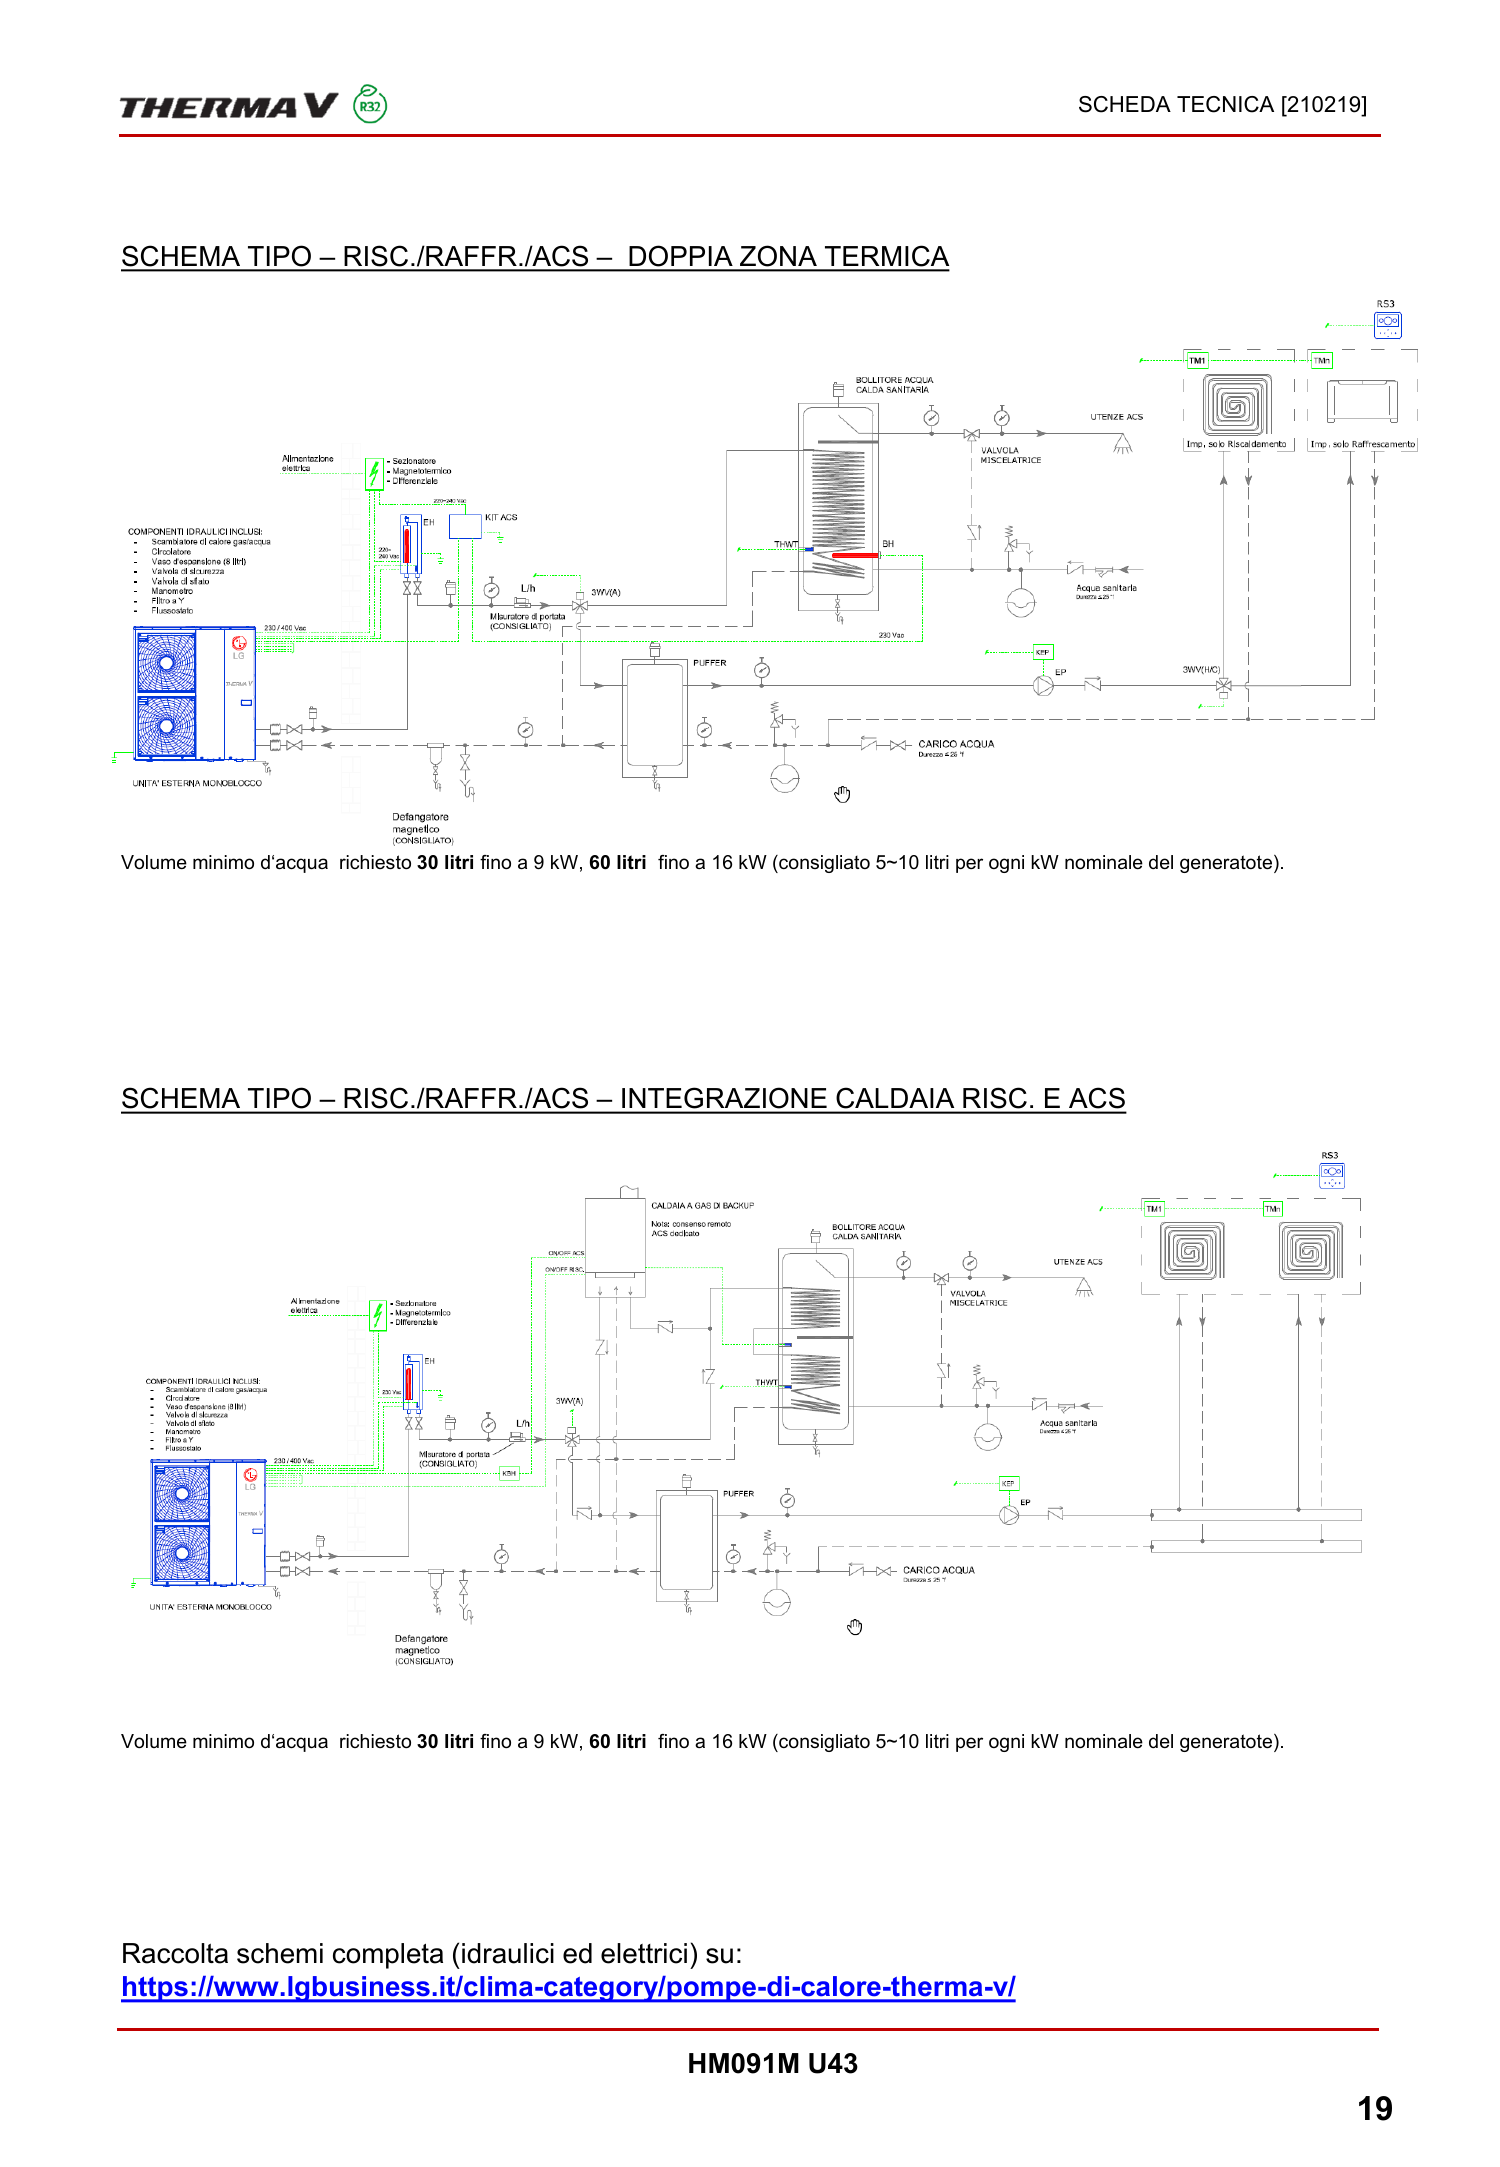 THERMA V R32
SCHEDA TECNICA [210219]
SCHEMA TIPO – RISC./RAFFR./ACS – DOPPIA ZONA TERMICA
RS3
TM1
TMn
BOLLITORE ACQUA
CALDA SANITARIA
UTENZE ACS
VALVOLA
MISCELATRICE
Imp. solo Riscaldamento
Imp. solo Raffrescamento
Alimentazione
elettrica
- Sezionatore
- Magnetotermico
- Differenziale
220÷240 Vac
KIT ACS
EH
220÷
240 Vac
COMPONENTI IDRAULICI INCLUSI:
- Scambiatore di calore gas/acqua
- Circolatore
- Vaso d'espansione (8 litri)
- Valvola di sicurezza
- Valvola di sfiato
- Manometro
- Filtro a Y
- Flussostato
THWT
BH
L/h
3WV(A)
Misuratore di portata
(CONSIGLIATO)
Acqua sanitaria
Durezza ≤25 °f
230 / 400 Vac
230 Vac
LG
THERMA V
PUFFER
KEP
EP
3WV(H/C)
CARICO ACQUA
Durezza ≤ 25 °f
UNITA' ESTERNA MONOBLOCCO
Defangatore
magnetico
(CONSIGLIATO)
Volume minimo d‘acqua richiesto 30 litri fino a 9 kW, 60 litri fino a 16 kW (consigliato 5~10 litri per ogni kW nominale del generatote).
SCHEMA TIPO – RISC./RAFFR./ACS – INTEGRAZIONE CALDAIA RISC. E ACS
RS3
TM1
TMn
CALDAIA A GAS DI BACKUP
Nota: consenso remoto
ACS dedicato
BOLLITORE ACQUA
CALDA SANITARIA
ON/OFF ACS
ON/OFF RISC.
UTENZE ACS
VALVOLA
MISCELATRICE
Alimentazione
elettrica
- Sezionatore
- Magnetotermico
- Differenziale
EH
230 Vac
COMPONENTI IDRAULICI INCLUSI:
- Scambiatore di calore gas/acqua
- Circolatore
- Vaso d'espansione (8 litri)
- Valvola di sicurezza
- Valvola di sfiato
- Manometro
- Filtro a Y
- Flussostato
THWT
3WV(A)
L/h
Misuratore di portata
(CONSIGLIATO)
Acqua sanitaria
Durezza ≤25 °f
230 / 400 Vac
KBH
LG
THERMA V
PUFFER
KEP
EP
CARICO ACQUA
Durezza ≤ 25 °f
UNITA' ESTERNA MONOBLOCCO
Defangatore
magnetico
(CONSIGLIATO)
Volume minimo d‘acqua richiesto 30 litri fino a 9 kW, 60 litri fino a 16 kW (consigliato 5~10 litri per ogni kW nominale del generatote).
Raccolta schemi completa (idraulici ed elettrici) su:
https://www.lgbusiness.it/clima-category/pompe-di-calore-therma-v/
HM091M U43
19